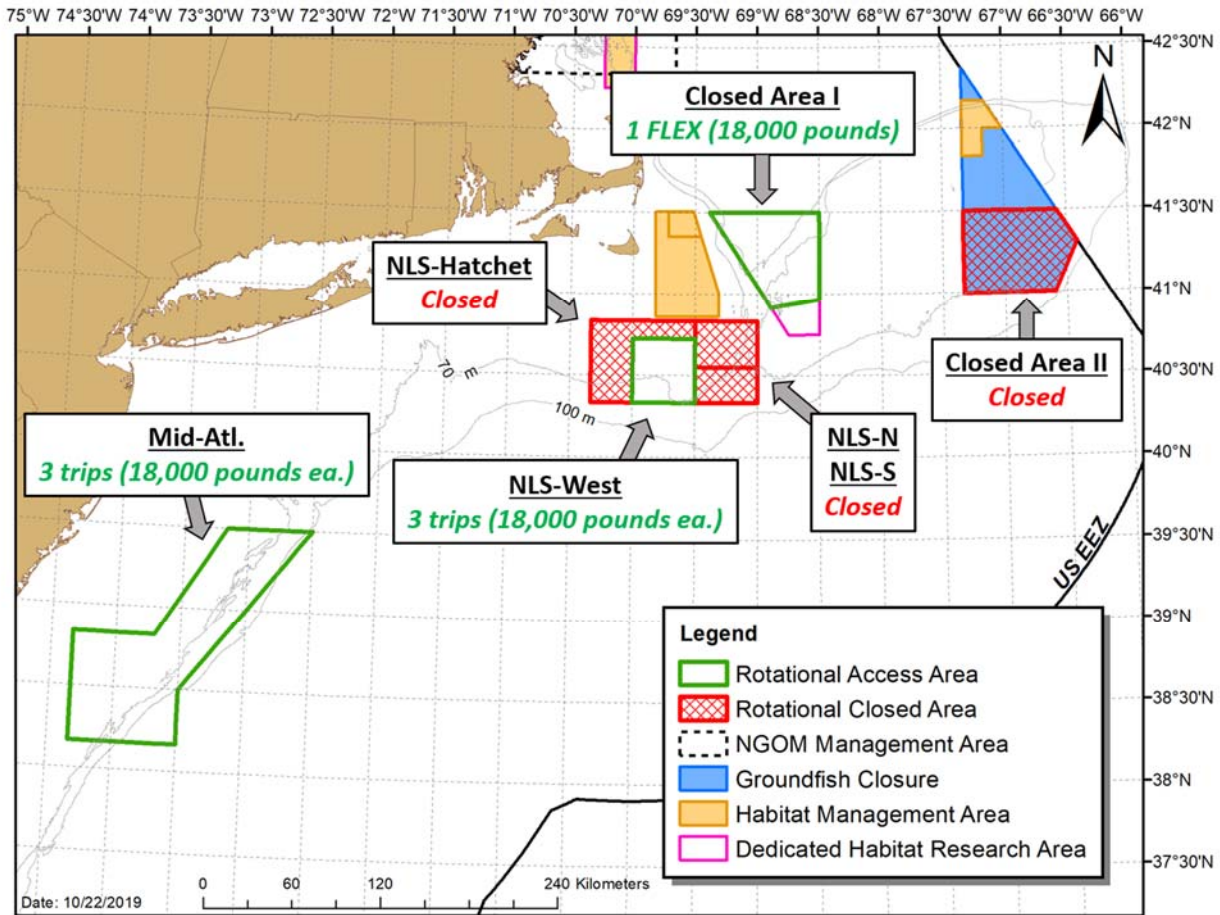 75°W 74°W 73°W 72°W 71°W 70°W 69°W 68°W 67°W 66°W
74°30'W 73°30'W 72°30'W 71°30'W 70°30'W 69°30'W 68°30'W 67°30'W 66°30'W
42°30'N
N
Closed Area I
1 FLEX (18,000 pounds)
42°N
41°30'N
NLS-Hatchet
Closed
41°N
Closed Area II
Closed
70 m
40°30'N
100 m
Mid-Atl.
3 trips (18,000 pounds ea.)
NLS-West
3 trips (18,000 pounds ea.)
NLS-N
NLS-S
Closed
40°N
39°30'N
US EEZ
39°N
Legend
Rotational Access Area
Rotational Closed Area
NGOM Management Area
Groundfish Closure
Habitat Management Area
Dedicated Habitat Research Area
38°30'N
38°N
37°30'N
0 60 120 240 Kilometers
Date: 10/22/2019